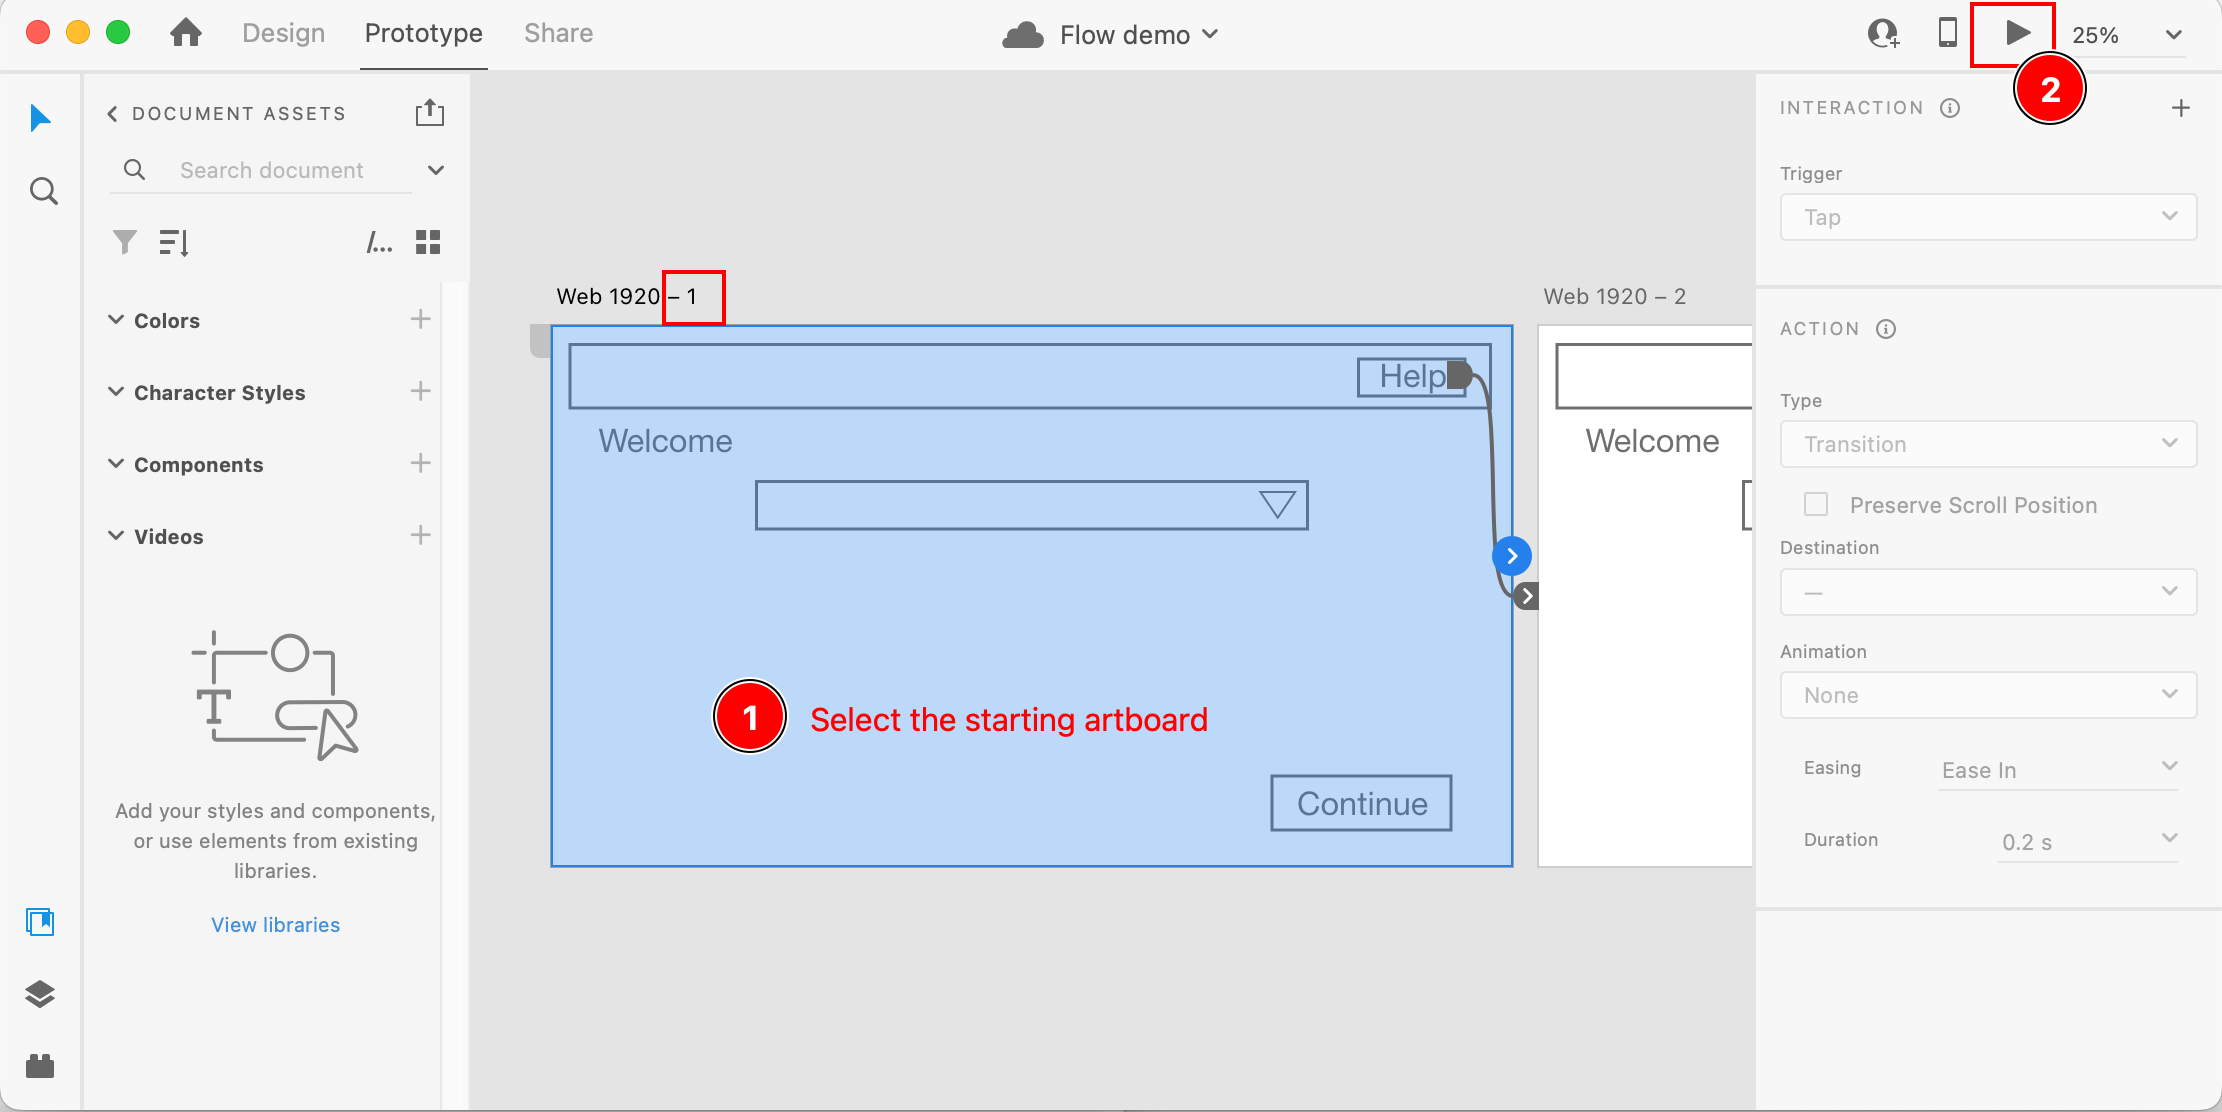 Design Prototype Share
Flow demo
25%
2
DOCUMENT ASSETS
Search document
/...
Colors
Character Styles
Components
Videos
T
Add your styles and components,
or use elements from existing
libraries.
View libraries
Web 1920 – 1
Help
Welcome
1 Select the starting artboard
Continue
Web 1920 – 2
Welcome
INTERACTION
Trigger
Tap
ACTION
Type
Transition
Preserve Scroll Position
Destination
—
Animation
None
Easing Ease In
Duration 0.2 s